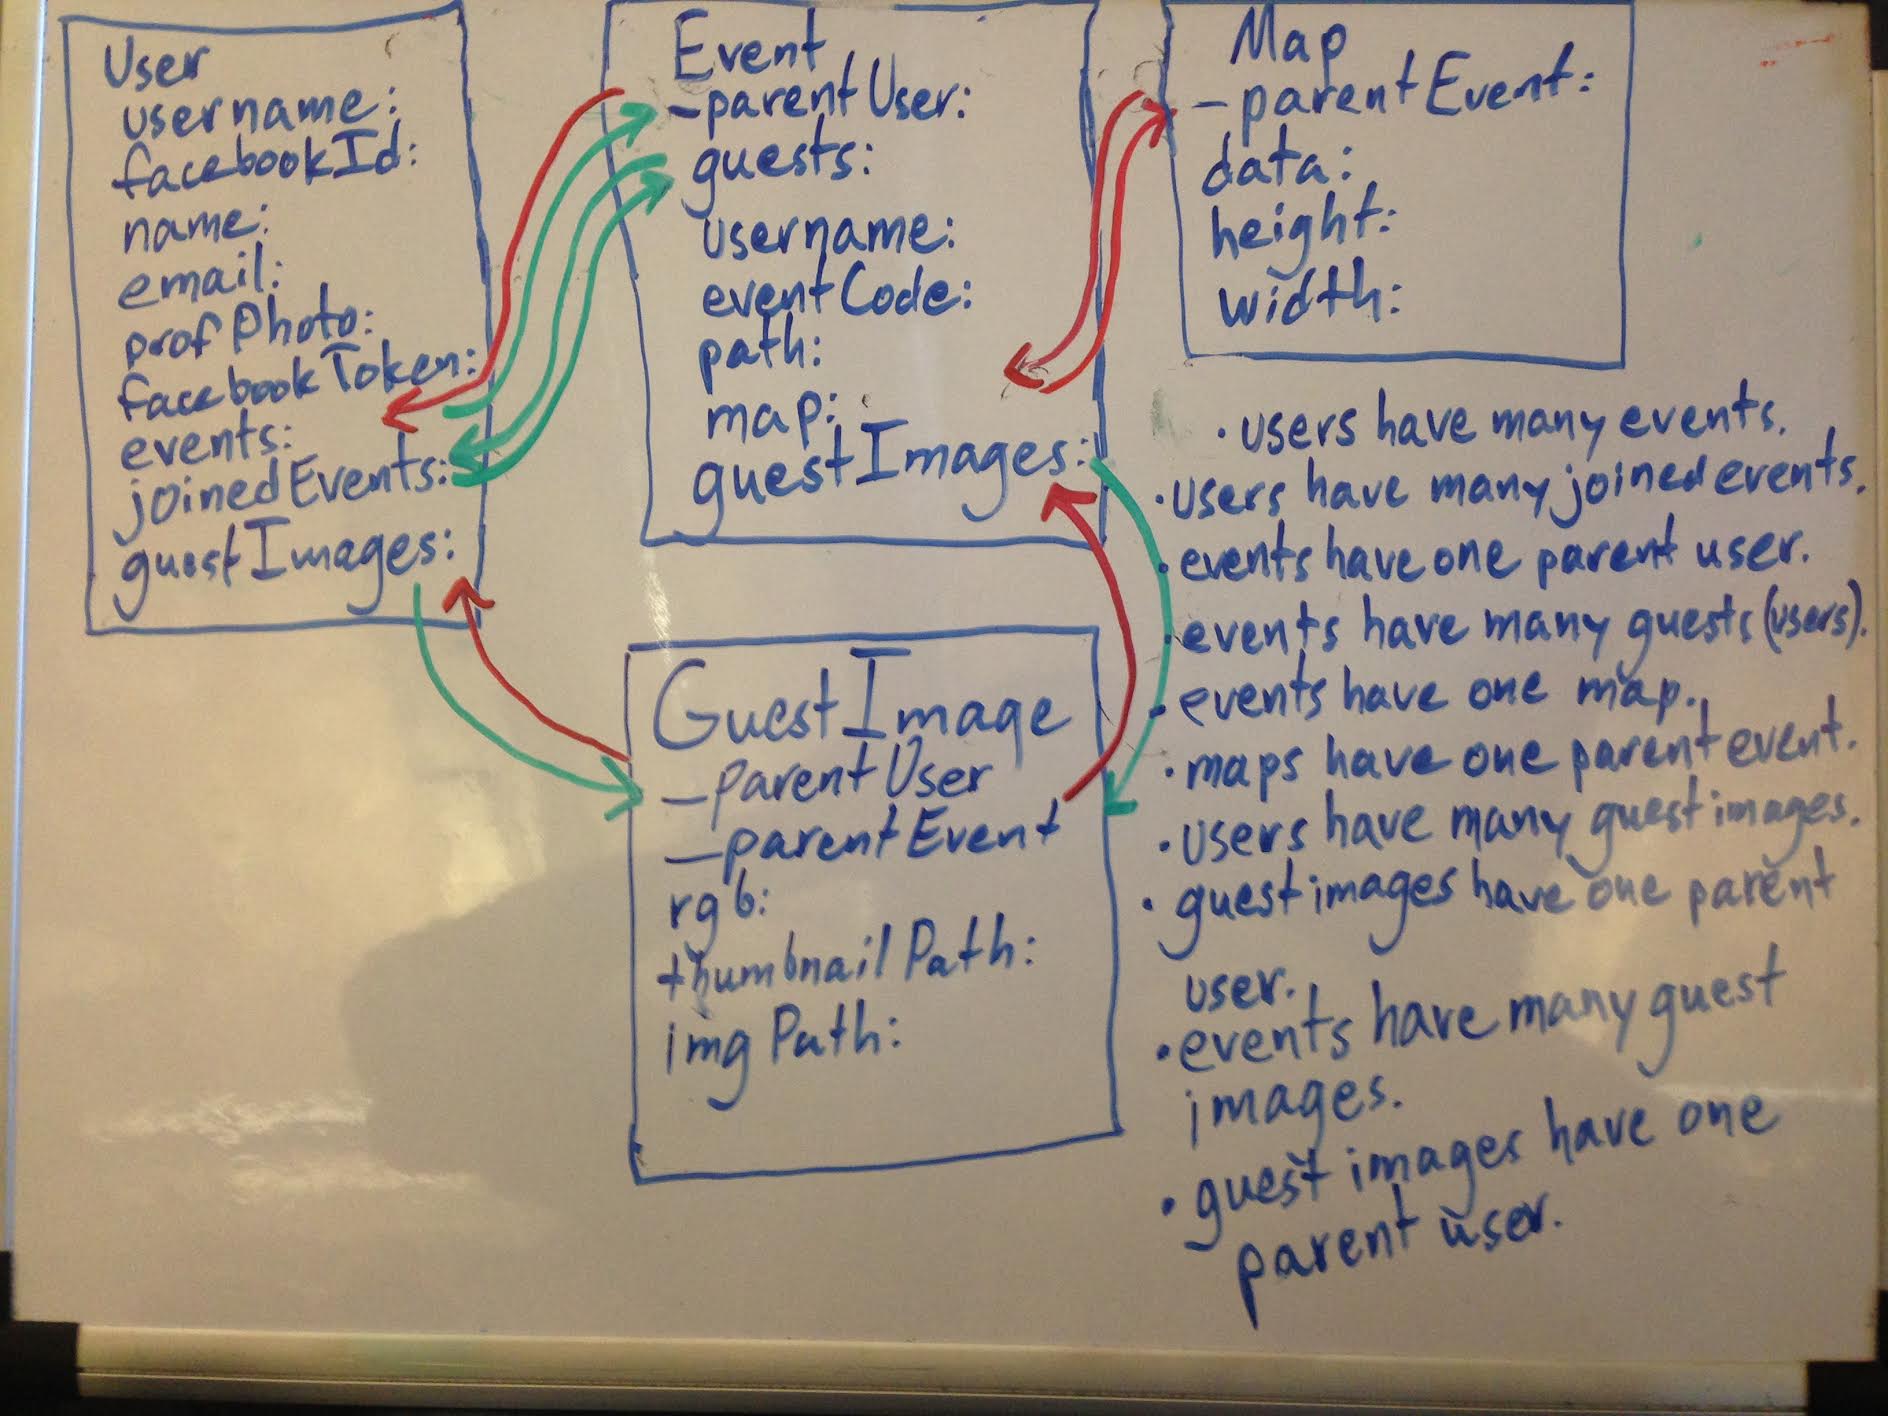 User
username:
facebookId:
name:
email:
profPhoto:
facebookToken:
events:
joinedEvents:
guestImages:
Event
-parentUser:
guests:
username:
eventCode:
path:
map:
guestImages:
Map
-parentEvent:
data:
height:
width:
GuestImage
_parentUser
_parentEvent
rgb:
thumbnailPath:
imgPath:
• users have many events.
• users have many joined events.
• events have one parent user.
• events have many guests (users).
• events have one map.
• maps have one parent event.
• users have many guest images.
• guest images have one parent
user.
• events have many guest
images.
• guest images have one
parent user.